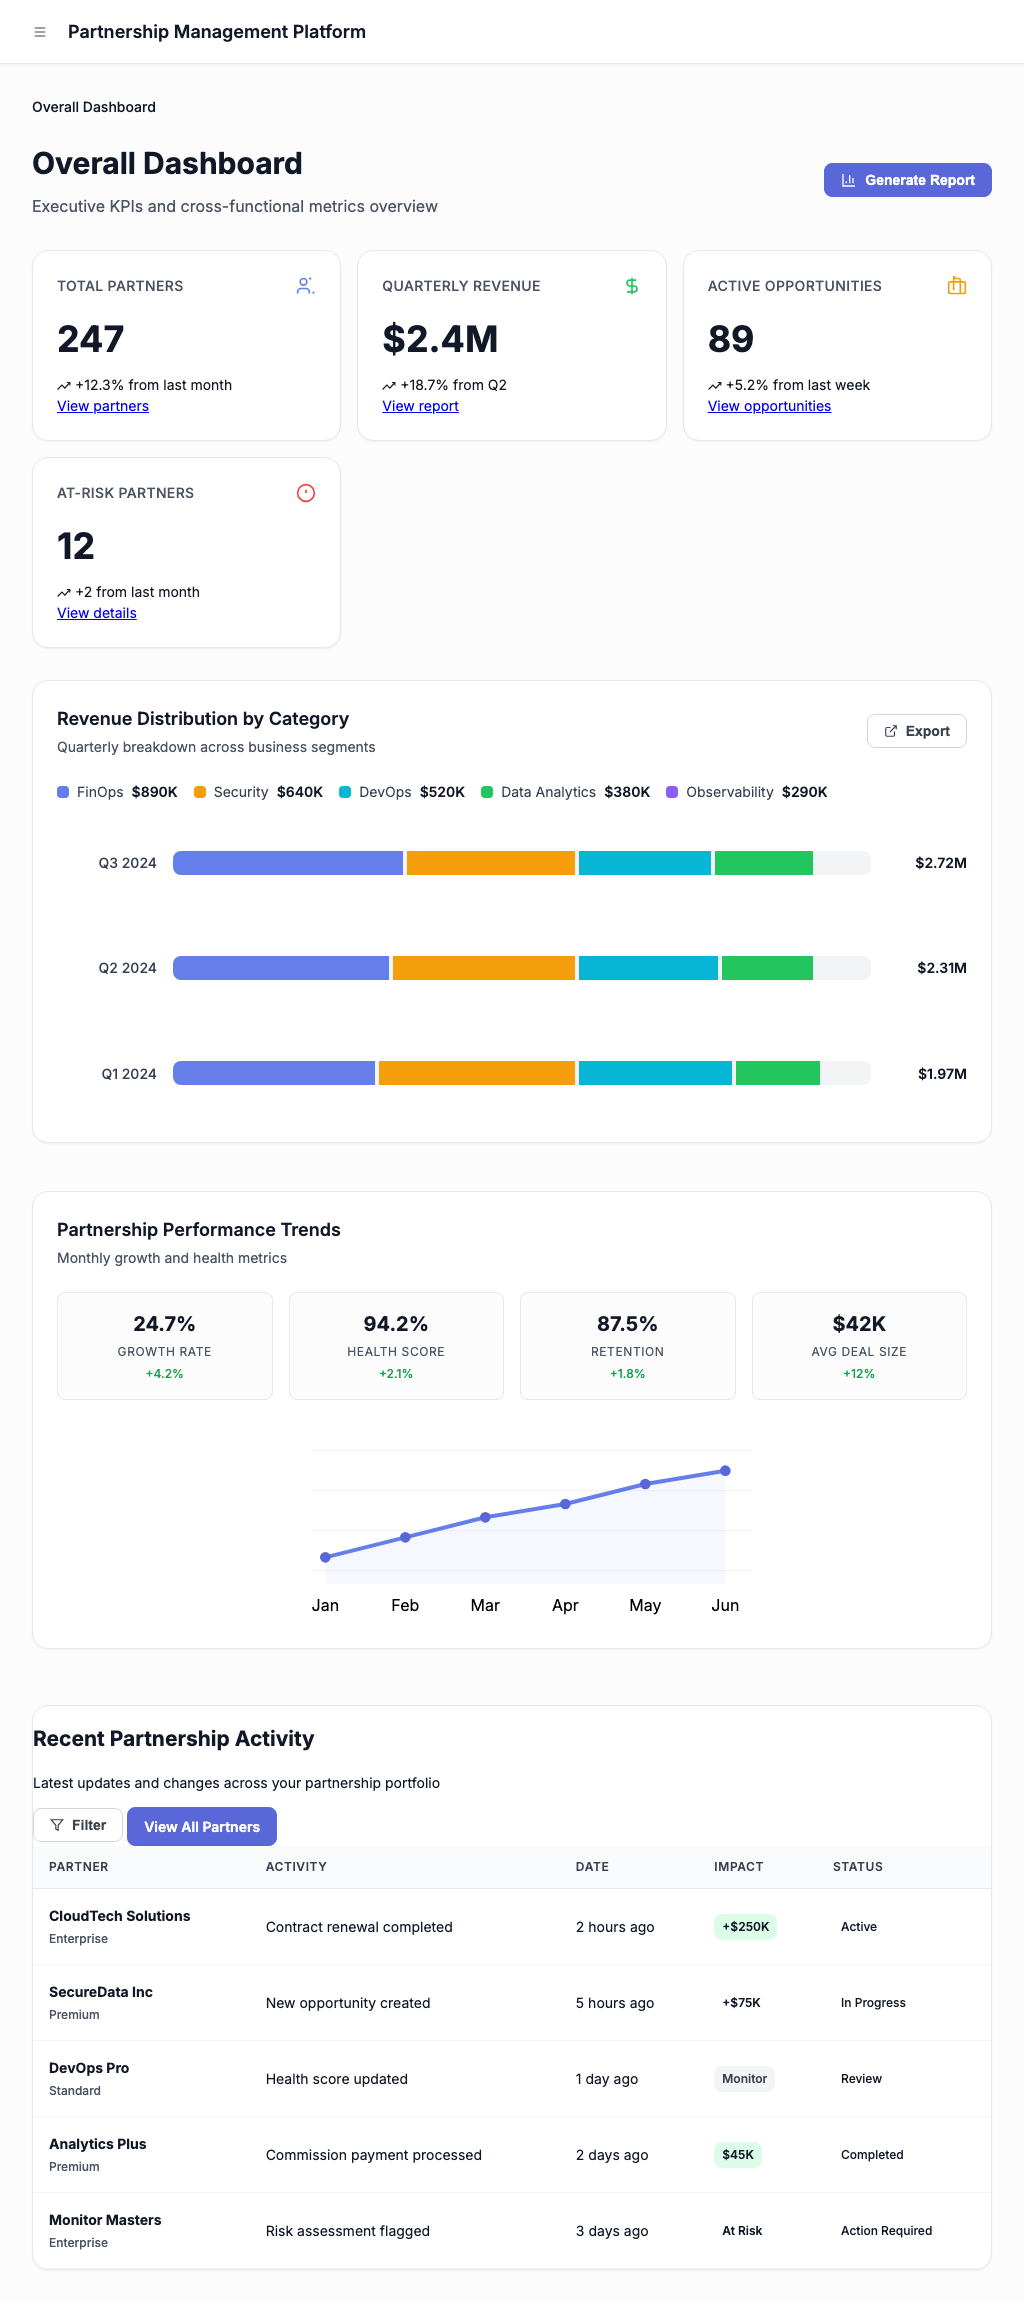 Partnership Management Platform
Overall Dashboard
Overall Dashboard
Executive KPIs and cross-functional metrics overview
Generate Report
TOTAL PARTNERS
247
+12.3% from last month
View partners
QUARTERLY REVENUE
$2.4M
+18.7% from Q2
View report
ACTIVE OPPORTUNITIES
89
+5.2% from last week
View opportunities
AT-RISK PARTNERS
12
+2 from last month
View details
Revenue Distribution by Category
Quarterly breakdown across business segments
Export
FinOps $890K Security $640K DevOps $520K Data Analytics $380K Observability $290K
Q3 2024 $2.72M
Q2 2024 $2.31M
Q1 2024 $1.97M
Partnership Performance Trends
Monthly growth and health metrics
24.7%
GROWTH RATE
+4.2%
94.2%
HEALTH SCORE
+2.1%
87.5%
RETENTION
+1.8%
$42K
AVG DEAL SIZE
+12%
Jan Feb Mar Apr May Jun
Recent Partnership Activity
Latest updates and changes across your partnership portfolio
Filter View All Partners
PARTNER ACTIVITY DATE IMPACT STATUS
CloudTech Solutions
Enterprise
Contract renewal completed 2 hours ago +$250K Active
SecureData Inc
Premium
New opportunity created 5 hours ago +$75K In Progress
DevOps Pro
Standard
Health score updated 1 day ago Monitor Review
Analytics Plus
Premium
Commission payment processed 2 days ago $45K Completed
Monitor Masters
Enterprise
Risk assessment flagged 3 days ago At Risk Action Required